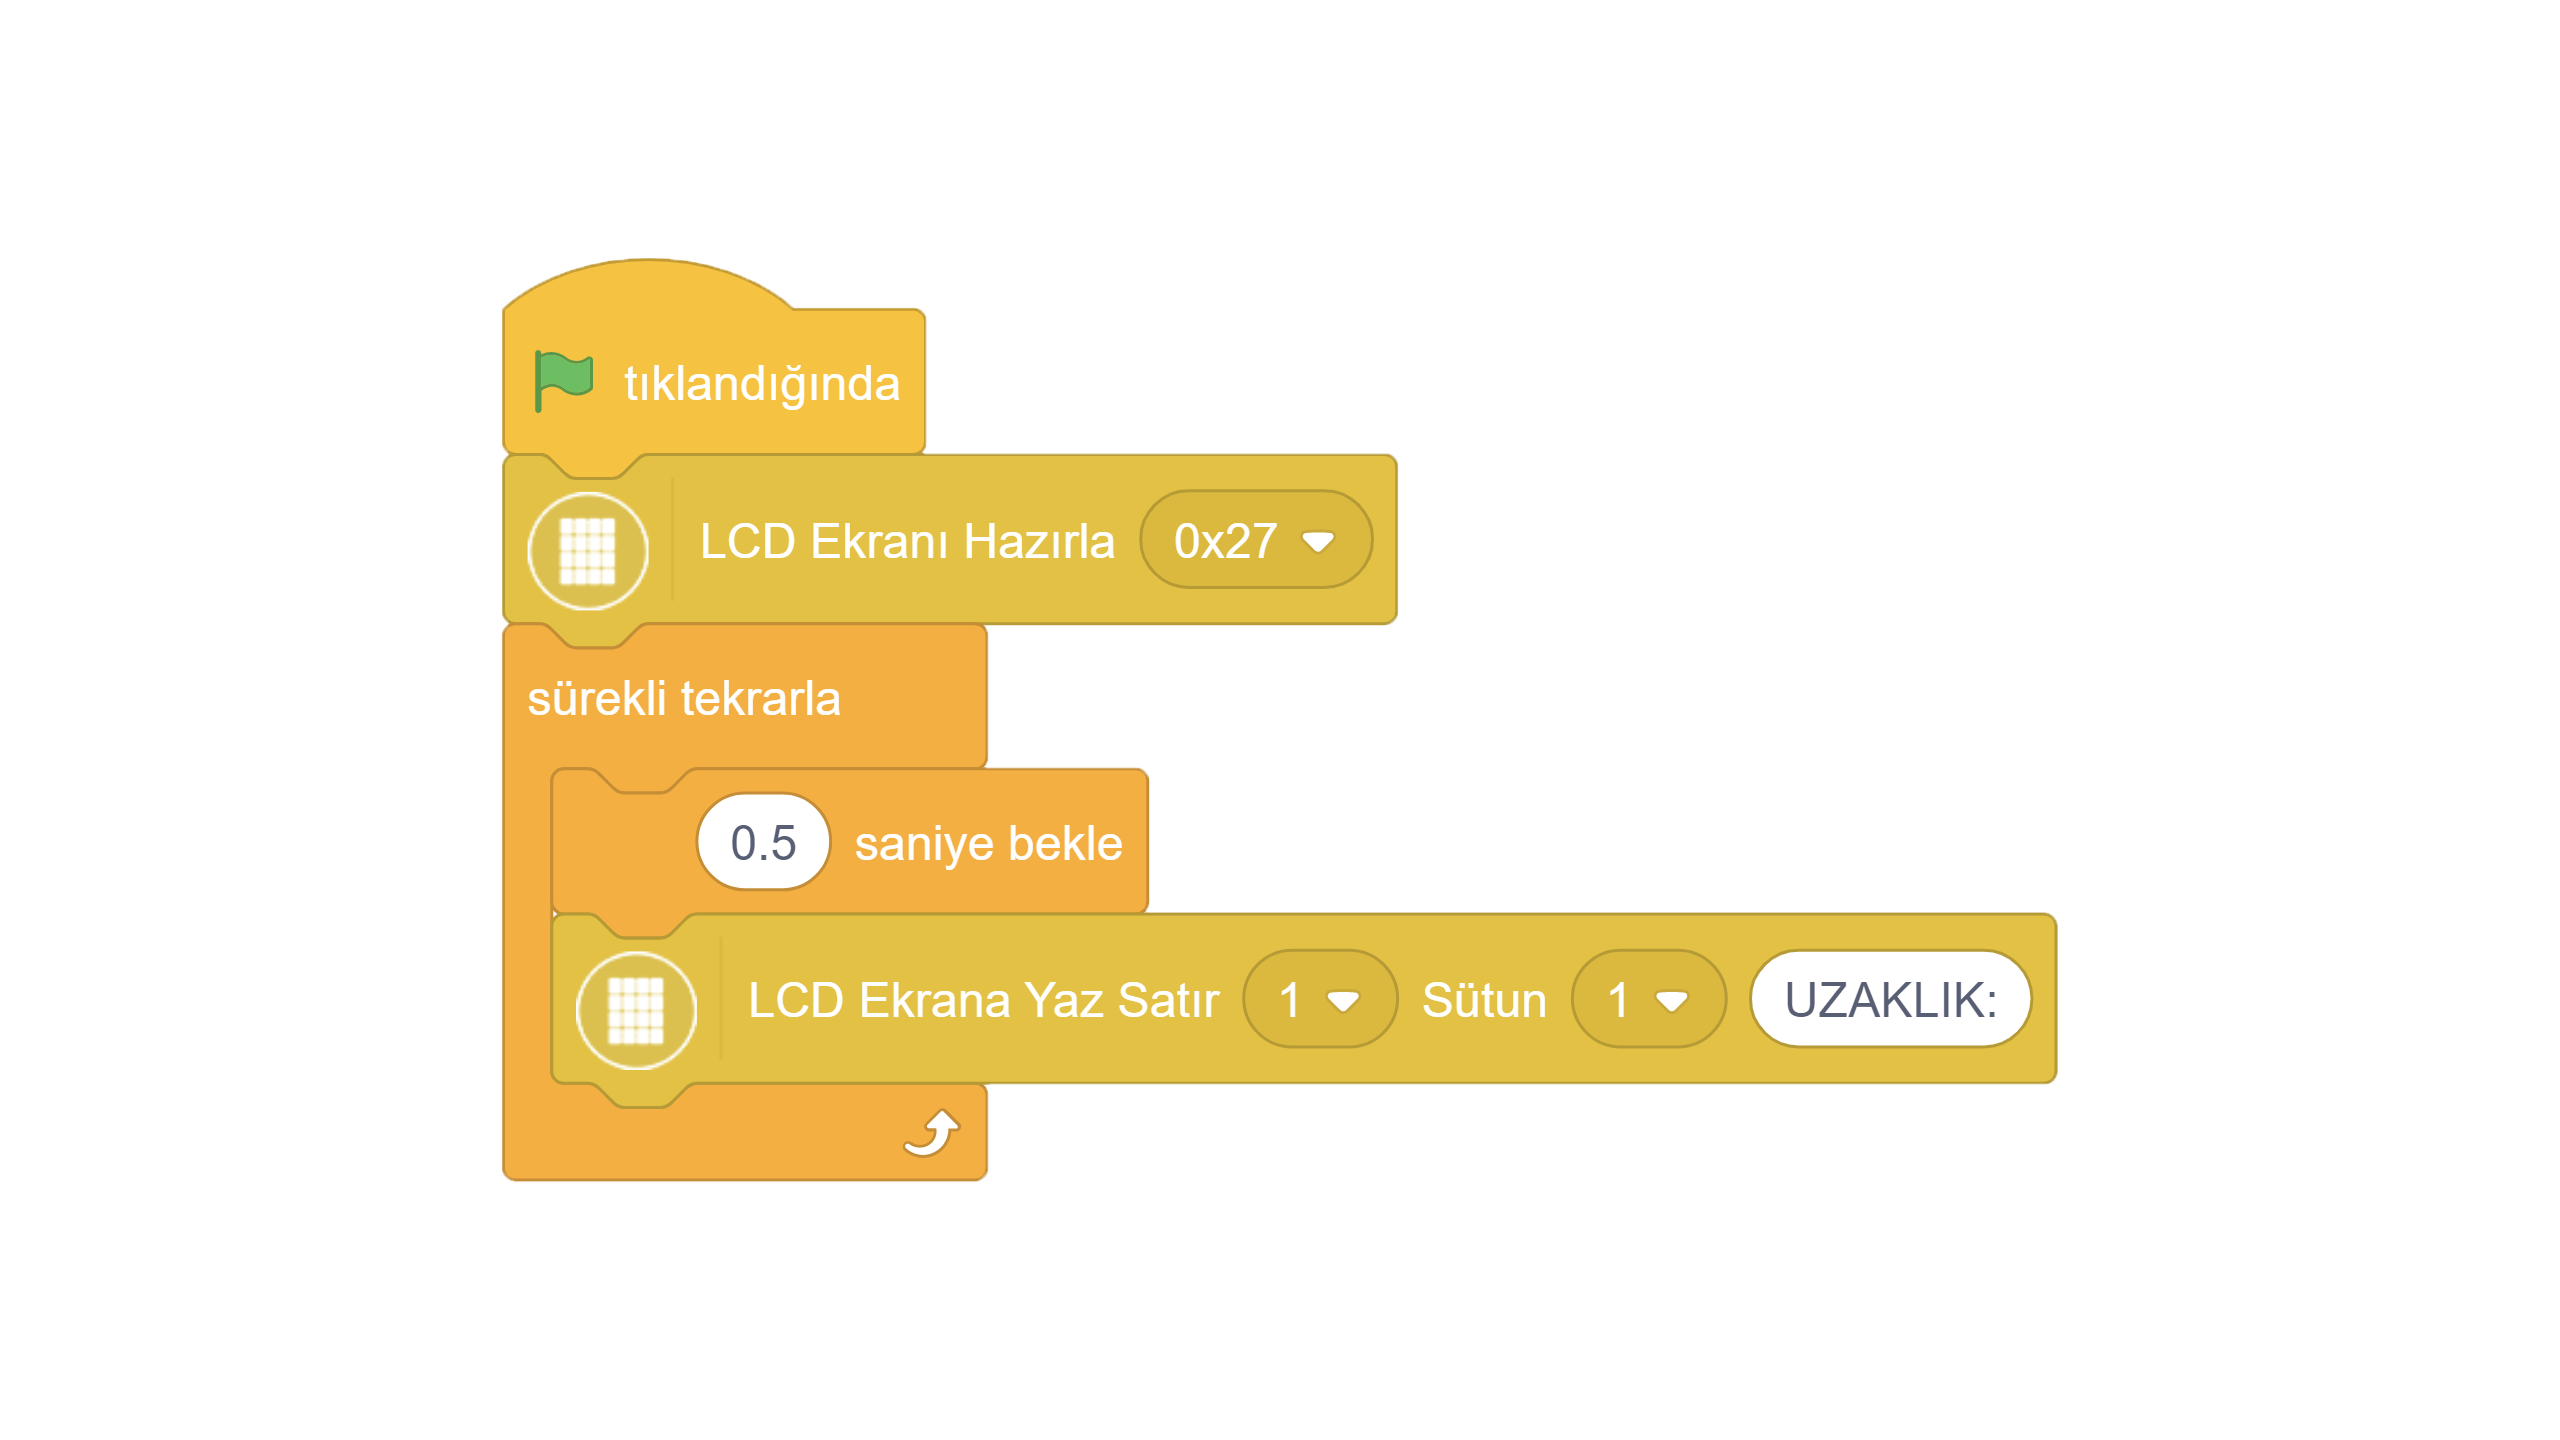 tıklandığında
LCD Ekranı Hazırla 0x27
sürekli tekrarla
0.5 saniye bekle
LCD Ekrana Yaz Satır 1 Sütun 1 UZAKLIK: